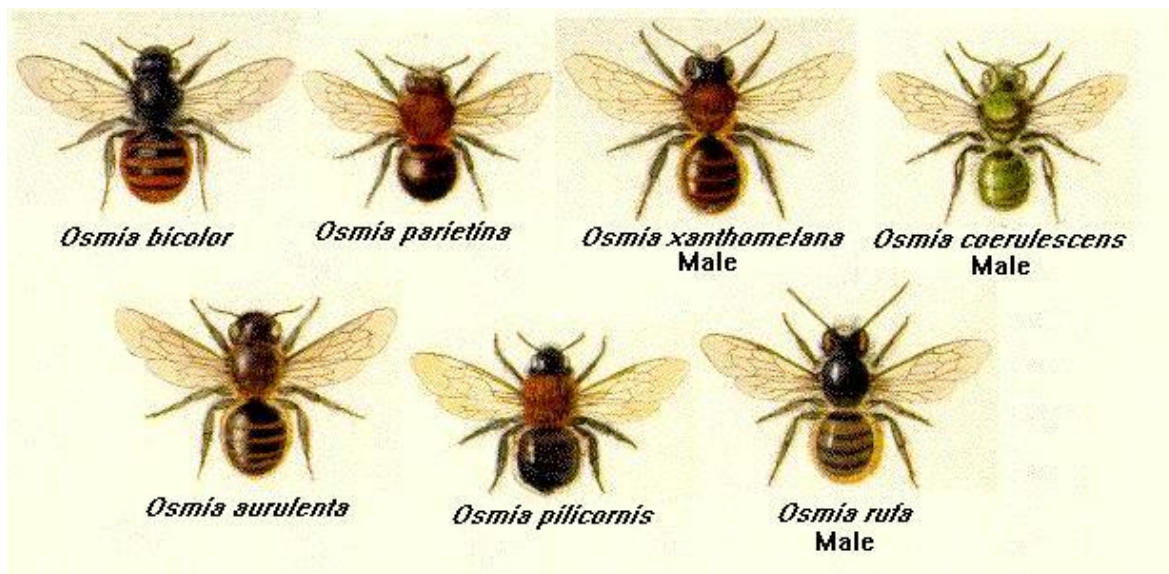 Osmia bicolor
Osmia parietina
Osmia xanthomelana
Male
Osmia coerulescens
Male
Osmia aurulenta
Osmia pilicornis
Osmia rufa
Male